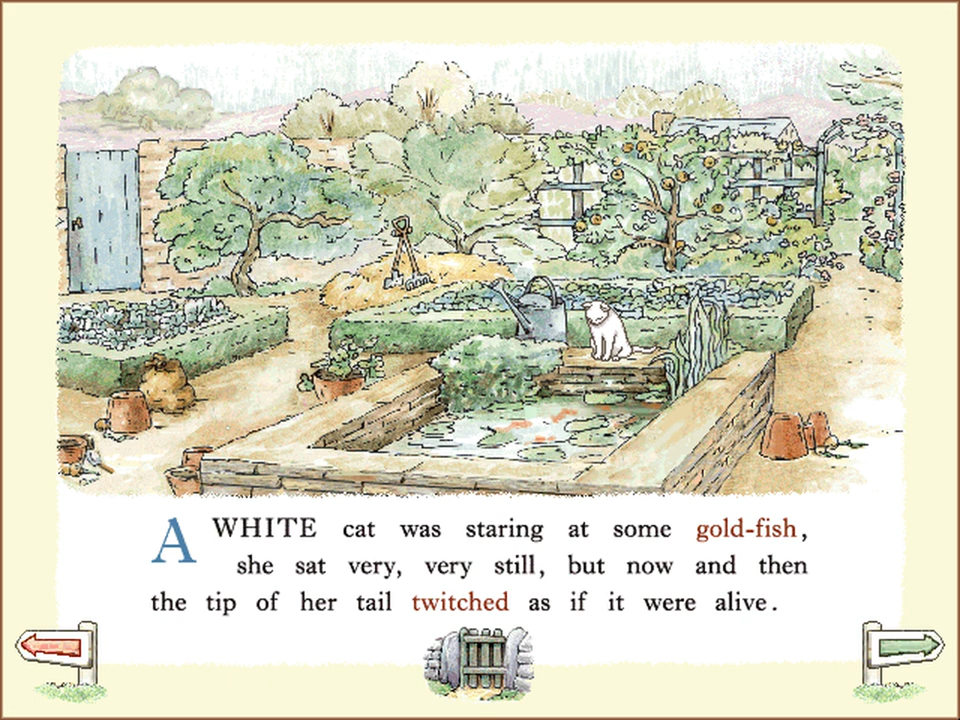 A WHITE cat was staring at some gold-fish,
she sat very, very still, but now and then
the tip of her tail twitched as if it were alive.